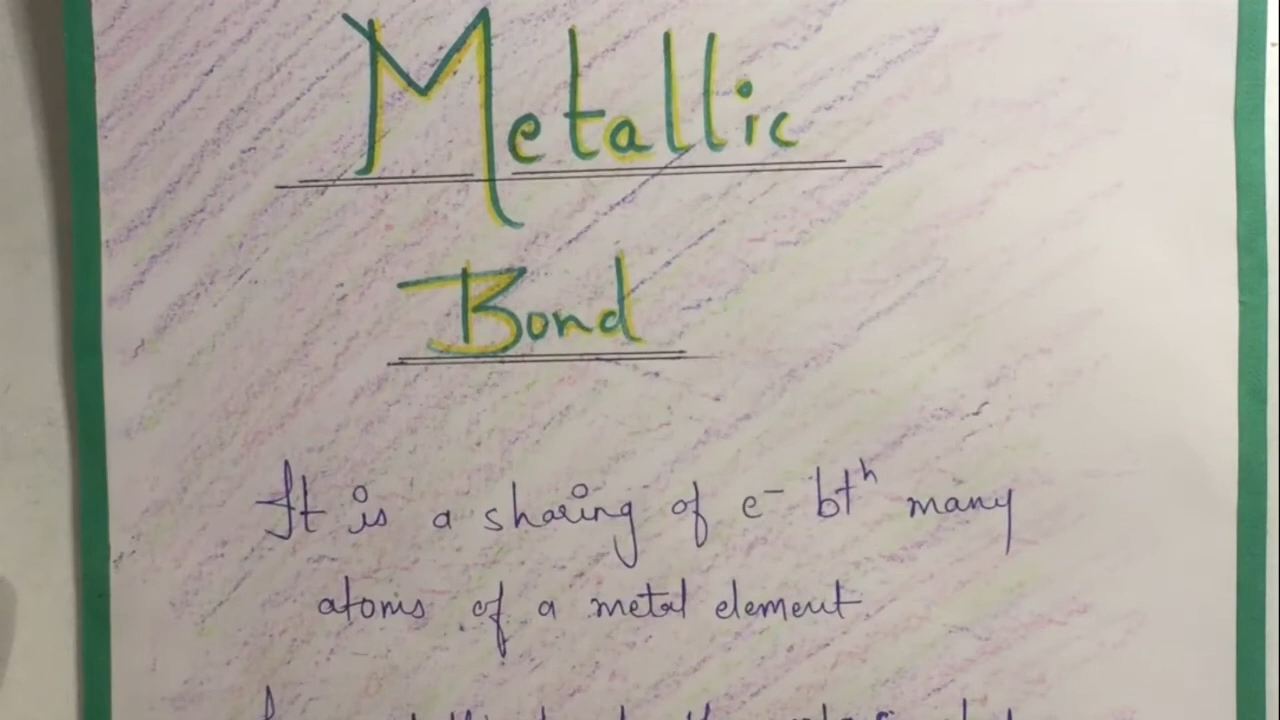 Metallic
Bond
It is a sharing of e⁻ btʰ many
atoms of a metal element